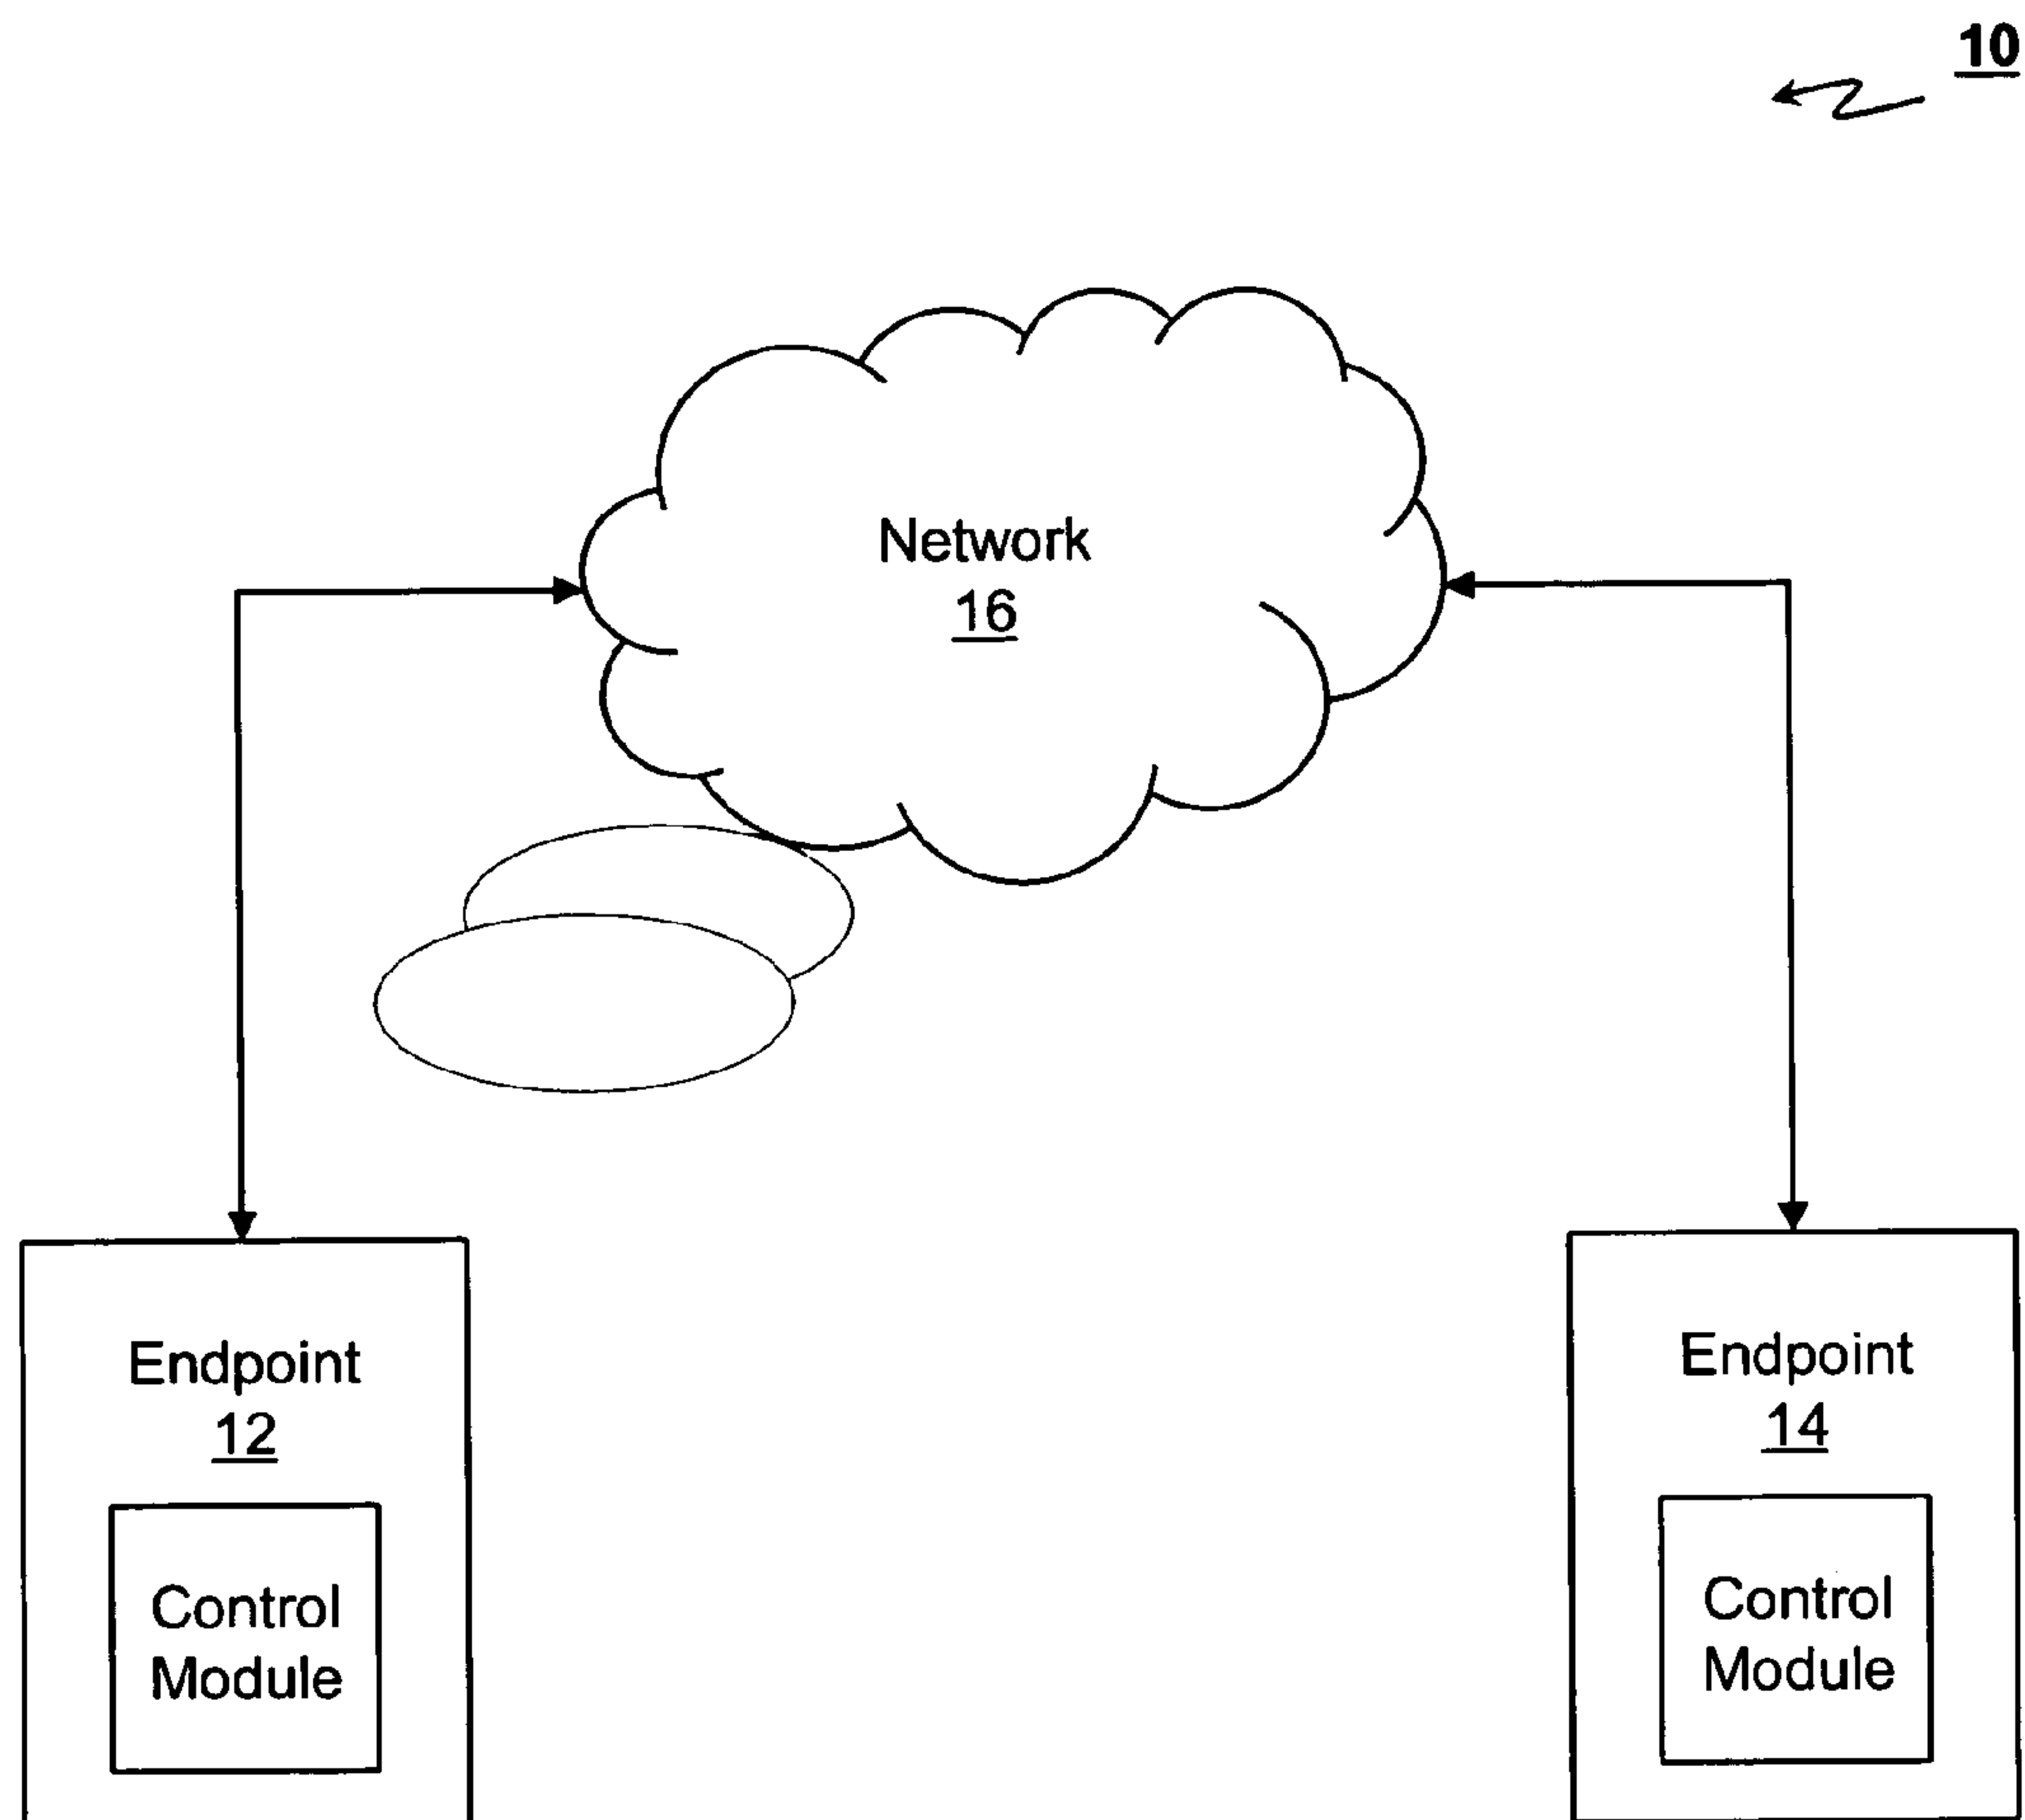 10
Network
16
Endpoint
12
Control
Module
Endpoint
14
Control
Module